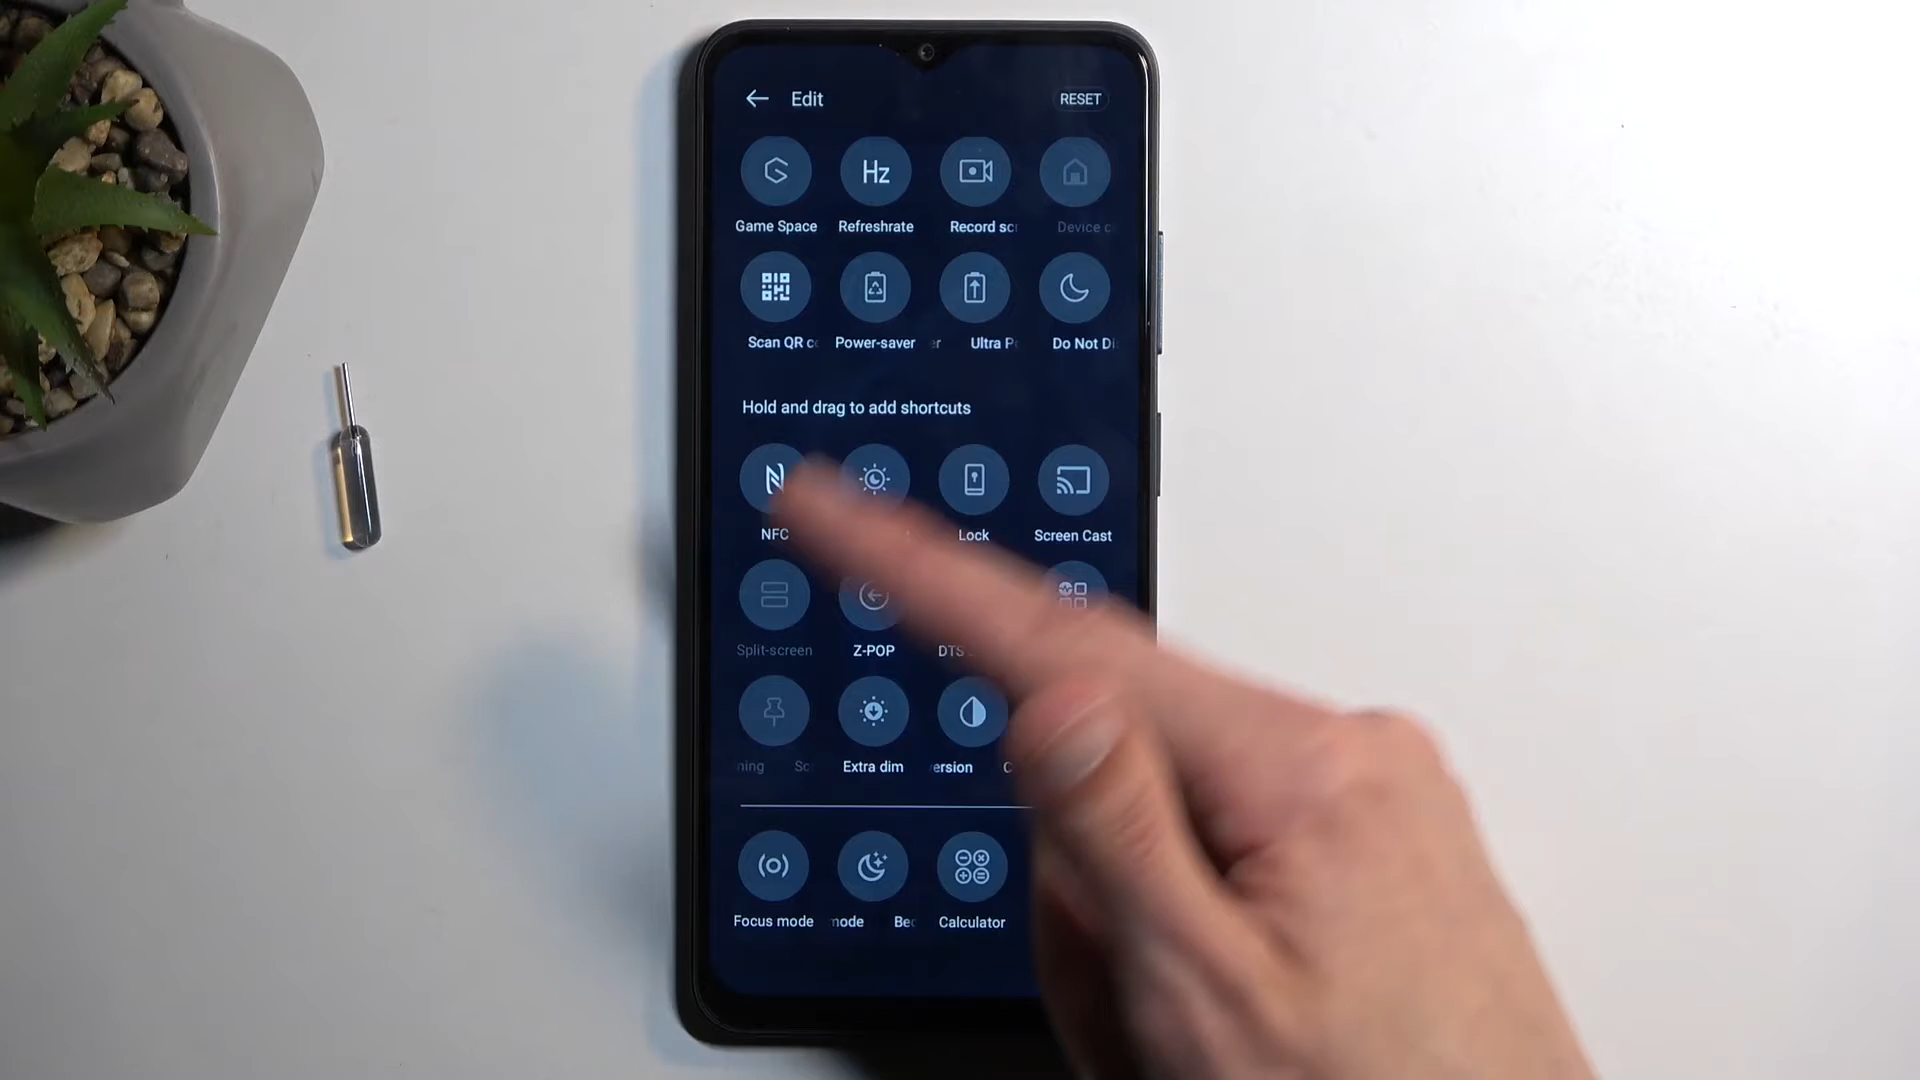 Edit RESET
Game Space Refreshrate Record sc Device c
Hz
Scan QR c Power-saver er Ultra P Do Not Di
Hold and drag to add shortcuts
NFC Lock Screen Cast
Split-screen Z-POP DTS
ning Sc Extra dim ersion C
Focus mode mode Be Calculator